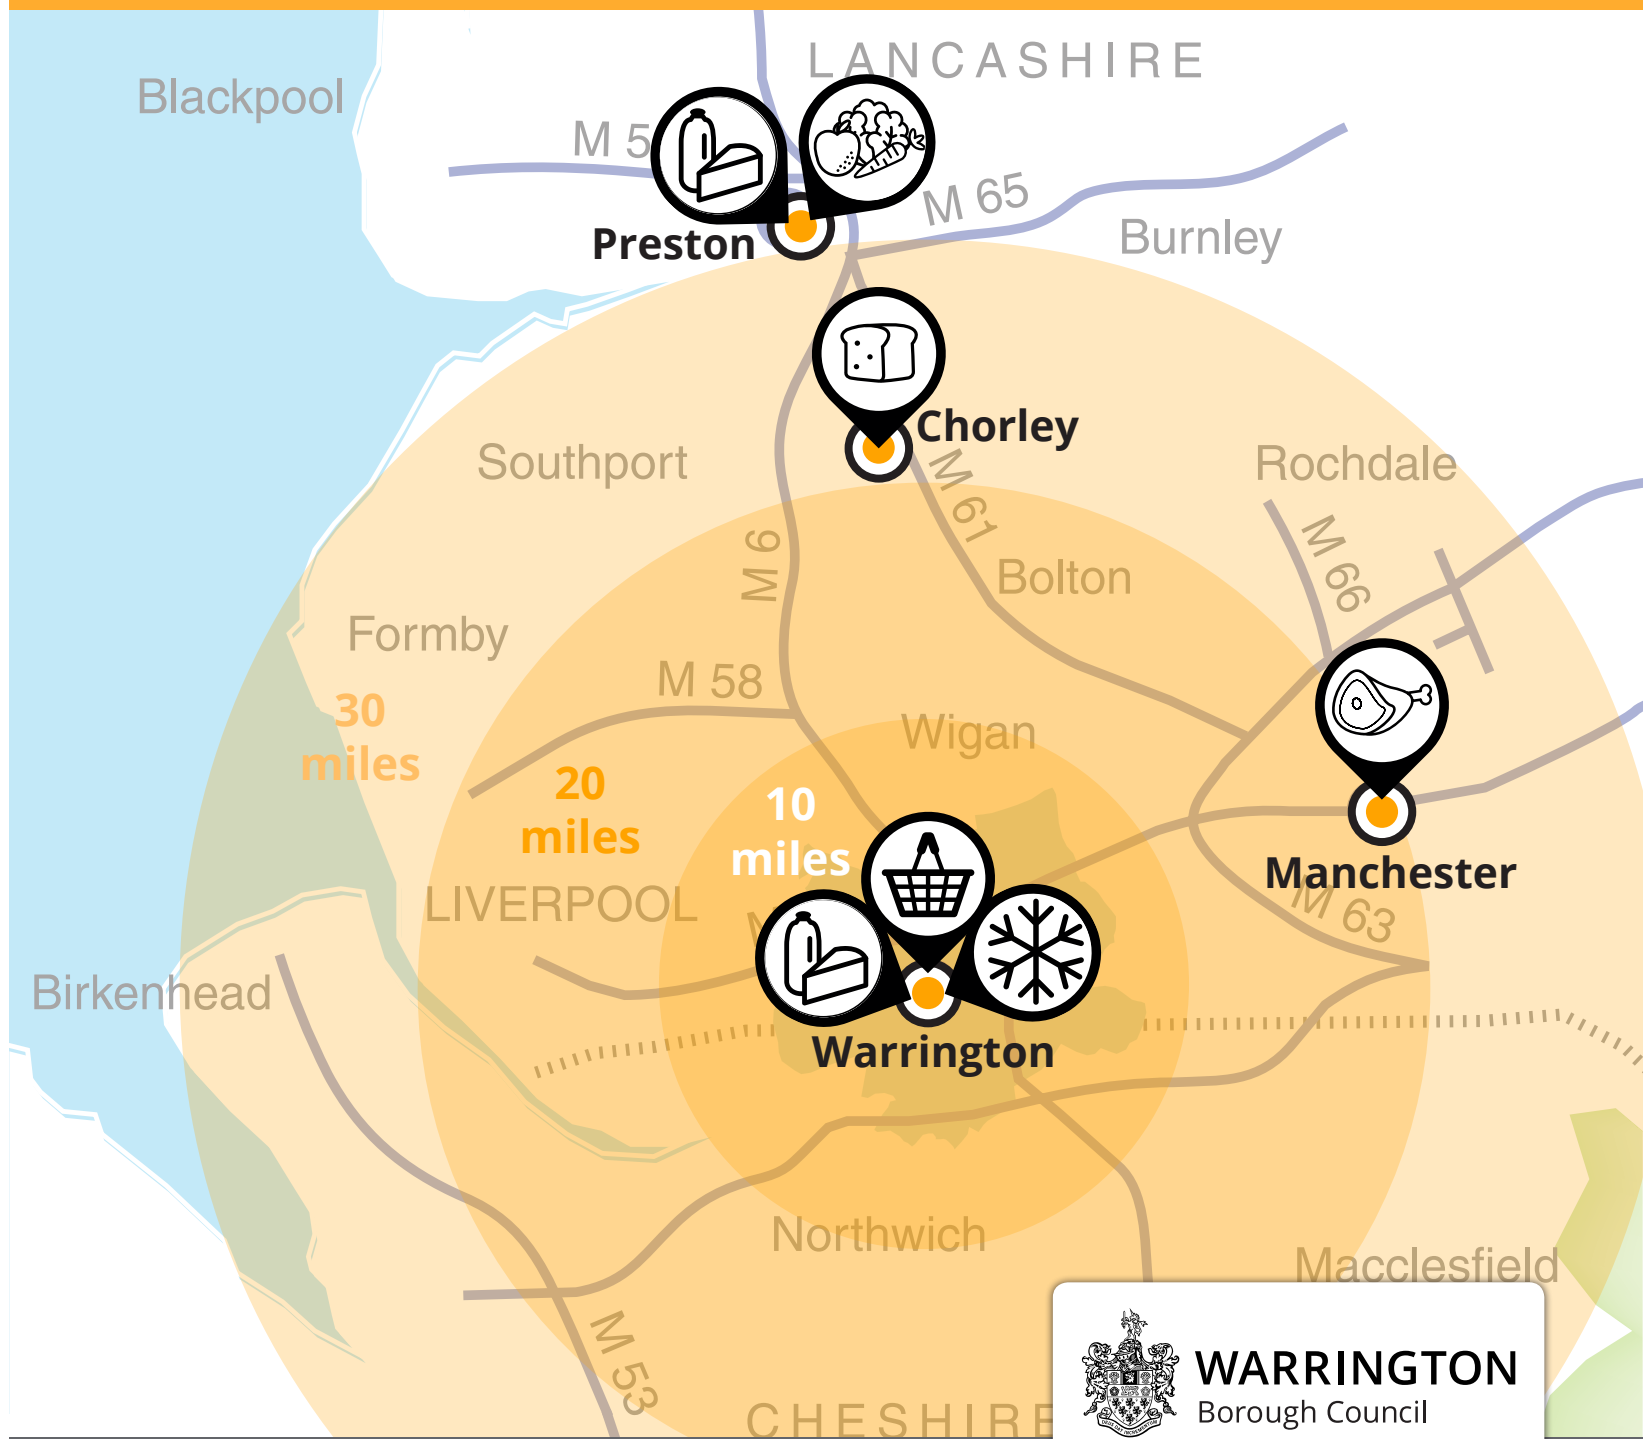 LANCASHIRE
Blackpool
M 5
M 65
Burnley
Preston
Chorley
Southport
Rochdale
M 61
M 6
M 66
Bolton
Formby
M 58
30
miles
Wigan
20
miles
10
miles
LIVERPOOL
M
Manchester
M 63
Birkenhead
Warrington
Northwich
Macclesfield
M 53
CHESHIRE
WARRINGTON
Borough Council